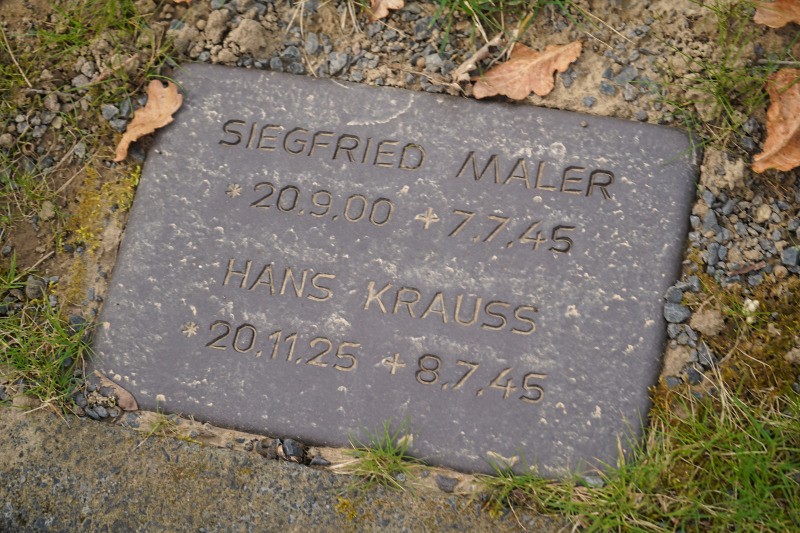 SIEGFRIED MALER
* 20.9.00 + 7.7.45
HANS KRAUSS
* 20.11.25 + 8.7.45